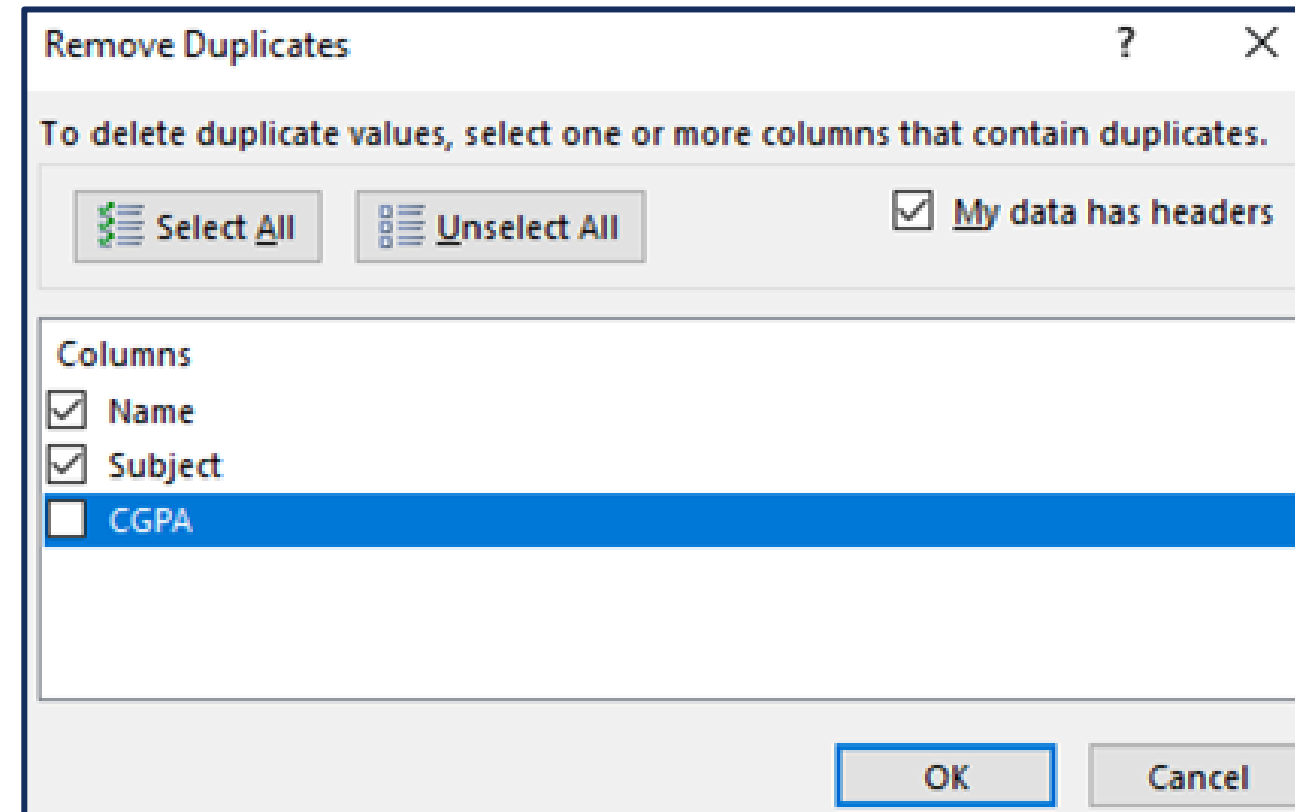 Remove Duplicates ?
To delete duplicate values, select one or more columns that contain duplicates.
Select All Unselect All My data has headers
Columns
Name
Subject
CGPA
OK Cancel